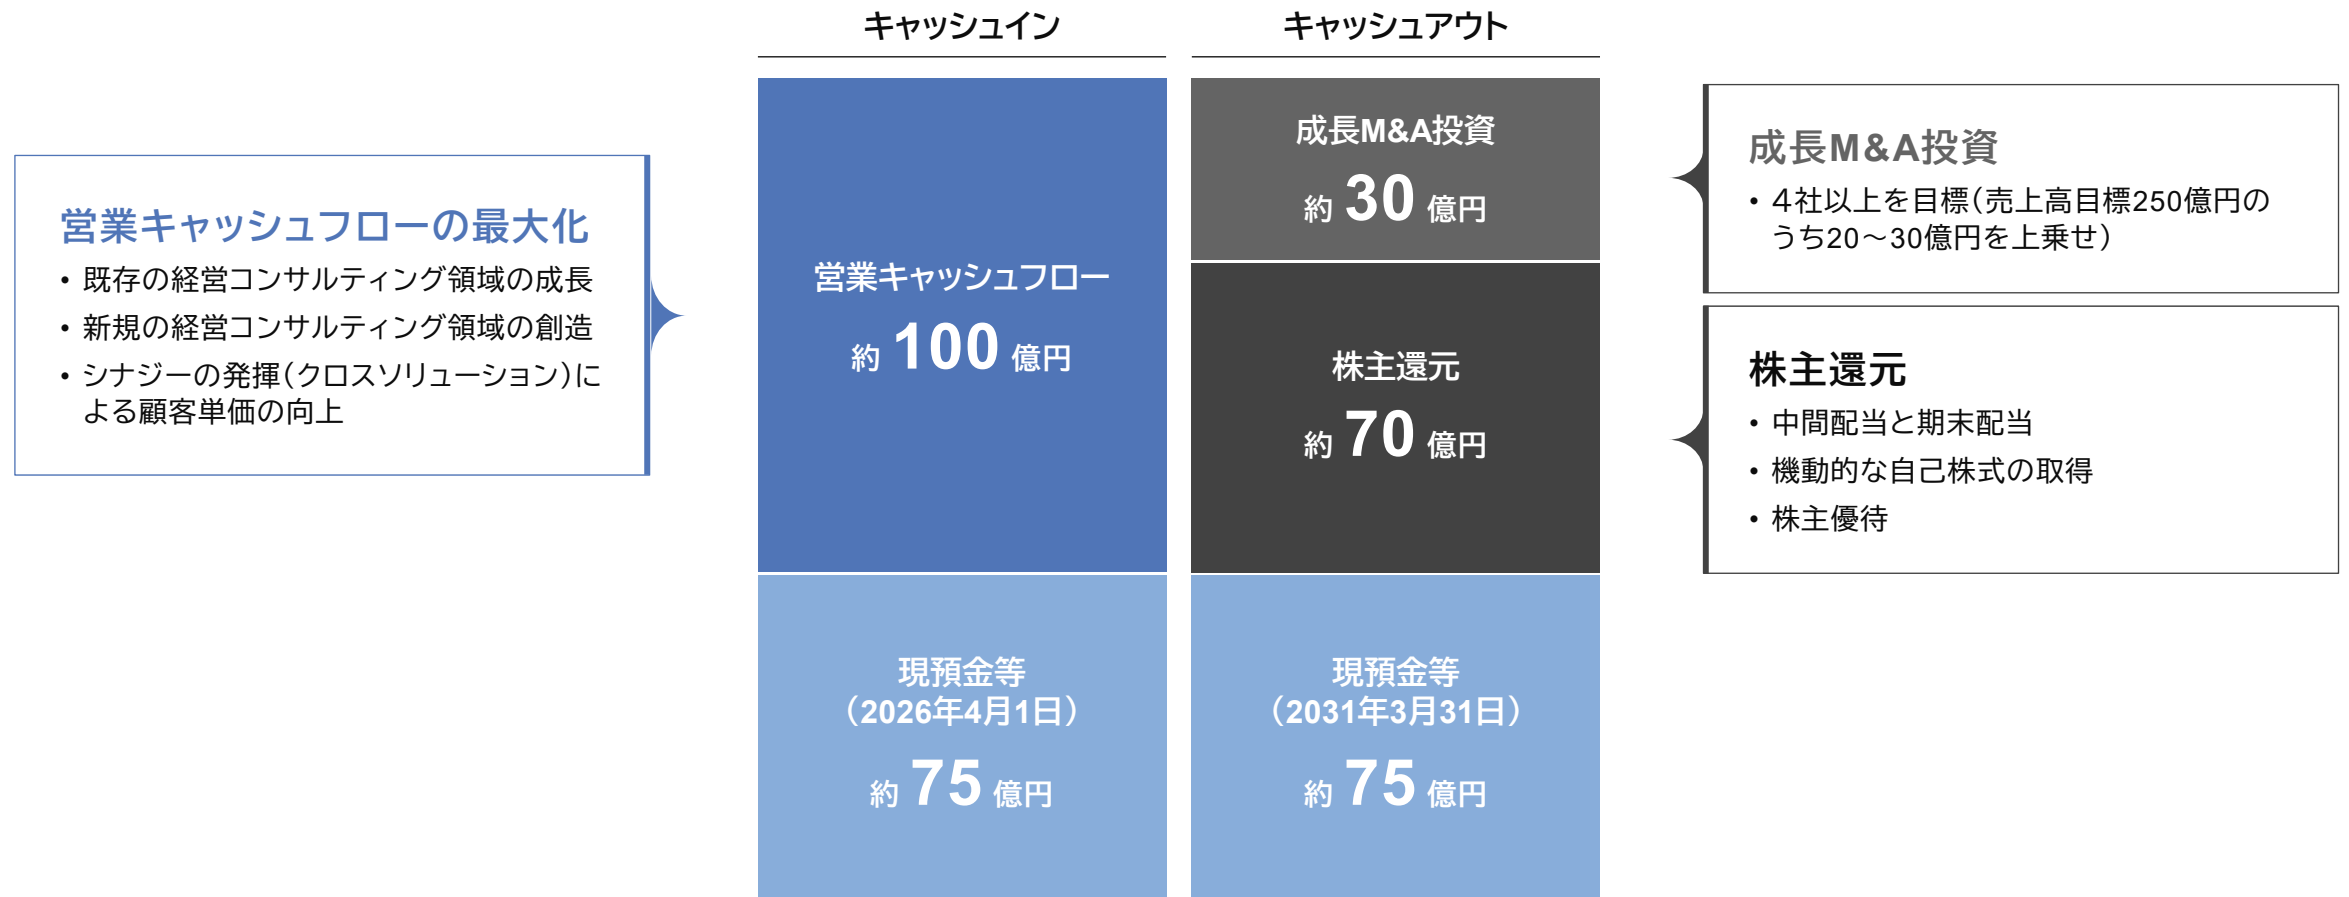 キャッシュイン
キャッシュアウト
営業キャッシュフローの最大化
• 既存の経営コンサルティング領域の成長
• 新規の経営コンサルティング領域の創造
• シナジーの発揮（クロスソリューション）に
よる顧客単価の向上
営業キャッシュフロー
約 100 億円
現預金等
（2026年4月1日）
約 75 億円
成長M&A投資
約 30 億円
株主還元
約 70 億円
現預金等
（2031年3月31日）
約 75 億円
成長M&A投資
• 4社以上を目標（売上高目標250億円の
うち20～30億円を上乗せ）
株主還元
• 中間配当と期末配当
• 機動的な自己株式の取得
• 株主優待